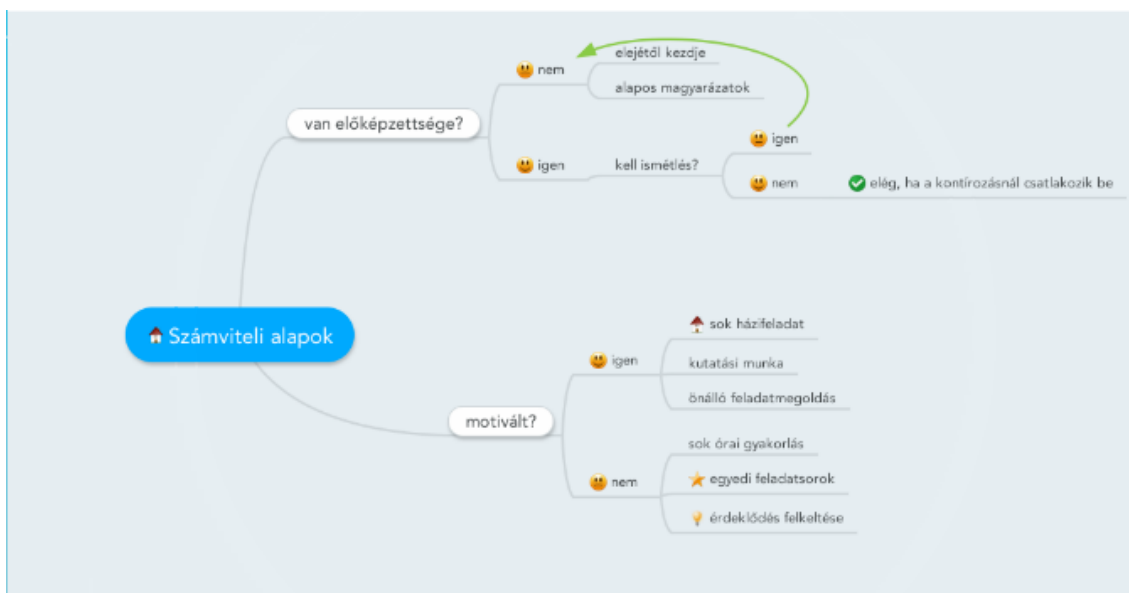 elejétől kezdje
nem
alapos magyarázatok
van előképzettsége?
igen
igen
kell ismétlés?
nem
elég, ha a kontírozásnál csatlakozik be
Számviteli alapok
sok házifeladat
igen
kutatási munka
önálló feladatmegoldás
motivált?
sok órai gyakorlás
nem
egyedi feladatsorok
érdeklődés felkeltése